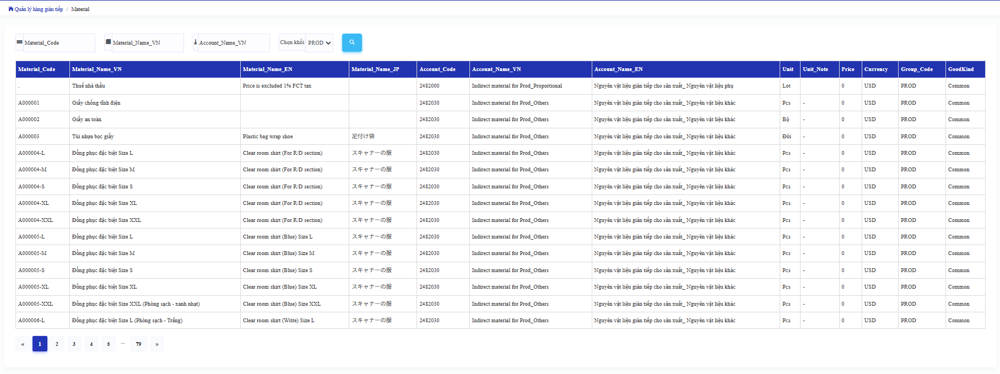 Quản lý hàng gián tiếp / Material
Material_Code Material_Name_VN Account_Name_VN Chọn khối PROD
Material_Code Material_Name_VN Material_Name_EN Material_Name_JP Account_Code Account_Name_VN Account_Name_EN Unit Unit_Note Price Currency Group_Code GoodKind
. Thuế nhà thầu Price is excluded 1% FCT tax 2482000 Indirect material for Prod_Proportional Nguyên vật liệu gián tiếp cho sản xuất_ Nguyên vật liệu phụ Lot 0 USD PROD Common
A000001 Giầy chống tĩnh điện 2482030 Indirect material for Prod_Others Nguyên vật liệu gián tiếp cho sản xuất_ Nguyên vật liệu khác Pcs - 0 USD PROD Common
A000002 Giầy an toàn 2482030 Indirect material for Prod_Others Nguyên vật liệu gián tiếp cho sản xuất_ Nguyên vật liệu khác Bộ - 0 USD PROD Common
A000003 Túi nhựa bọc giầy Plastic bag wrap shoe 足付け袋 2482030 Indirect material for Prod_Others Nguyên vật liệu gián tiếp cho sản xuất_ Nguyên vật liệu khác Đôi - 0 USD PROD Common
A000004-L Đồng phục đặc biệt Size L Clear room shirt (For R/D section) スキャナーの服 2482030 Indirect material for Prod_Others Nguyên vật liệu gián tiếp cho sản xuất_ Nguyên vật liệu khác Pcs - 0 USD PROD Common
A000004-M Đồng phục đặc biệt Size M Clear room shirt (For R/D section) スキャナーの服 2482030 Indirect material for Prod_Others Nguyên vật liệu gián tiếp cho sản xuất_ Nguyên vật liệu khác Pcs - 0 USD PROD Common
A000004-S Đồng phục đặc biệt Size S Clear room shirt (For R/D section) スキャナーの服 2482030 Indirect material for Prod_Others Nguyên vật liệu gián tiếp cho sản xuất_ Nguyên vật liệu khác Pcs - 0 USD PROD Common
A000004-XL Đồng phục đặc biệt Size XL Clear room shirt (For R/D section) スキャナーの服 2482030 Indirect material for Prod_Others Nguyên vật liệu gián tiếp cho sản xuất_ Nguyên vật liệu khác Pcs - 0 USD PROD Common
A000004-XXL Đồng phục đặc biệt Size XXL Clear room shirt (For R/D section) スキャナーの服 2482030 Indirect material for Prod_Others Nguyên vật liệu gián tiếp cho sản xuất_ Nguyên vật liệu khác Pcs - 0 USD PROD Common
A000005-L Đồng phục đặc biệt Size L Clear room shirt (Blue) Size L スキャナーの服 2482030 Indirect material for Prod_Others Nguyên vật liệu gián tiếp cho sản xuất_ Nguyên vật liệu khác Pcs - 0 USD PROD Common
A000005-M Đồng phục đặc biệt Size M Clear room shirt (Blue) Size M スキャナーの服 2482030 Indirect material for Prod_Others Nguyên vật liệu gián tiếp cho sản xuất_ Nguyên vật liệu khác Pcs - 0 USD PROD Common
A000005-S Đồng phục đặc biệt Size S Clear room shirt (Blue) Size S スキャナーの服 2482030 Indirect material for Prod_Others Nguyên vật liệu gián tiếp cho sản xuất_ Nguyên vật liệu khác Pcs - 0 USD PROD Common
A000005-XL Đồng phục đặc biệt Size XL Clear room shirt (Blue) Size XL スキャナーの服 2482030 Indirect material for Prod_Others Nguyên vật liệu gián tiếp cho sản xuất_ Nguyên vật liệu khác Pcs - 0 USD PROD Common
A000005-XXL Đồng phục đặc biệt Size XXL (Phòng sạch - xanh nhạt) Clear room shirt (Blue) Size XXL スキャナーの服 2482030 Indirect material for Prod_Others Nguyên vật liệu gián tiếp cho sản xuất_ Nguyên vật liệu khác Pcs - 0 USD PROD Common
A000006-L Đồng phục đặc biệt Size L (Phòng sạch - Trắng) Clear room shirt (Write) Size L スキャナーの服 2482030 Indirect material for Prod_Others Nguyên vật liệu gián tiếp cho sản xuất_ Nguyên vật liệu khác Pcs - 0 USD PROD Common
« 1 2 3 4 5 ... 79 »